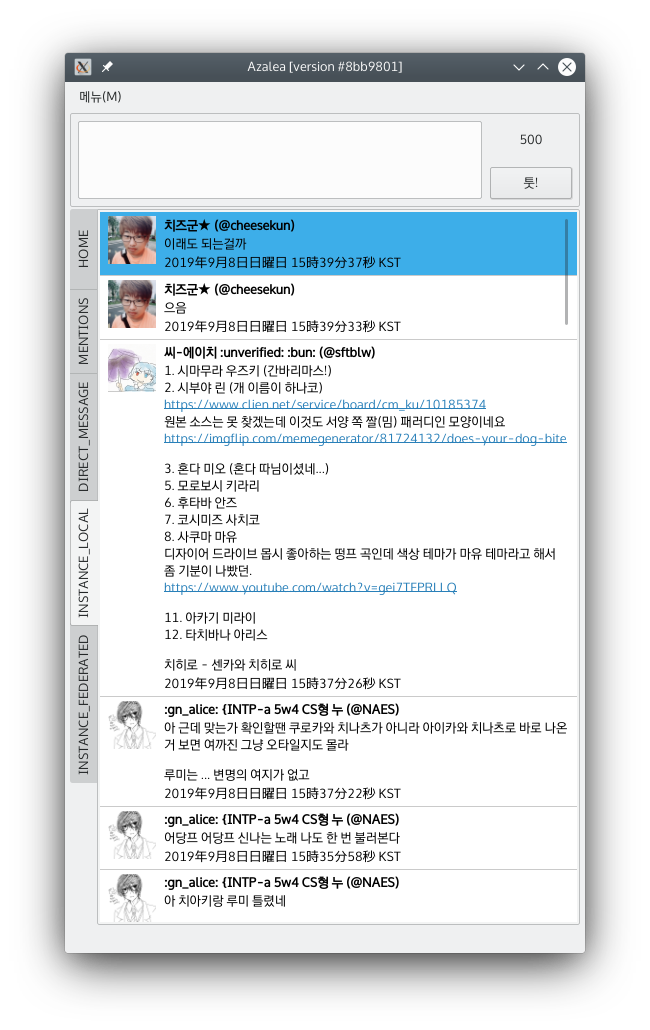 Azalea [version #8bb9801]
메뉴(M)
500
툿!
HOME
MENTIONS
DIRECT_MESSAGE
INSTANCE_LOCAL
INSTANCE_FEDERATED
치즈군★ (@cheesekun)
이래도 되는걸까
2019年9月8日日曜日 15時39分37秒 KST
치즈군★ (@cheesekun)
으음
2019年9月8日日曜日 15時39分33秒 KST
씨-에이치 :unverified: :bun: (@sftblw)
1. 시마무라 우즈키 (간바리마스!)
2. 시부야 린 (개 이름이 하나코)
https://www.clien.net/service/board/cm_ku/10185374
원본 소스는 못 찾겠는데 이것도 서양 쪽 짤(밈) 패러디인 모양이네요
https://imgflip.com/memegenerator/81724132/does-your-dog-bite
3. 혼다 미오 (혼다 따님이셨네...)
5. 모로보시 키라리
6. 후타바 안즈
7. 코시미즈 사치코
8. 사쿠마 마유
디자이어 드라이브 몹시 좋아하는 떵프 곡인데 색상 테마가 마유 테마라고 해서
좀 기분이 나빴던.
https://www.youtube.com/watch?v=gei7TEPRLLQ
11. 아카기 미라이
12. 타치바나 아리스
치히로 - 센카와 치히로 씨
2019年9月8日日曜日 15時37分26秒 KST
:gn_alice: {INTP-a 5w4 CS형 누 (@NAES)
아 근데 맞는가 확인할땐 쿠로카와 치나츠가 아니라 아이카와 치나츠로 바로 나온
거 보면 여까진 그냥 오타일지도 몰라
루미는 ... 변명의 여지가 없고
2019年9月8日日曜日 15時37分22秒 KST
:gn_alice: {INTP-a 5w4 CS형 누 (@NAES)
어당프 어당프 신나는 노래 나도 한 번 불러본다
2019年9月8日日曜日 15時35分58秒 KST
:gn_alice: {INTP-a 5w4 CS형 누 (@NAES)
아 치아키랑 루미 틀렸네